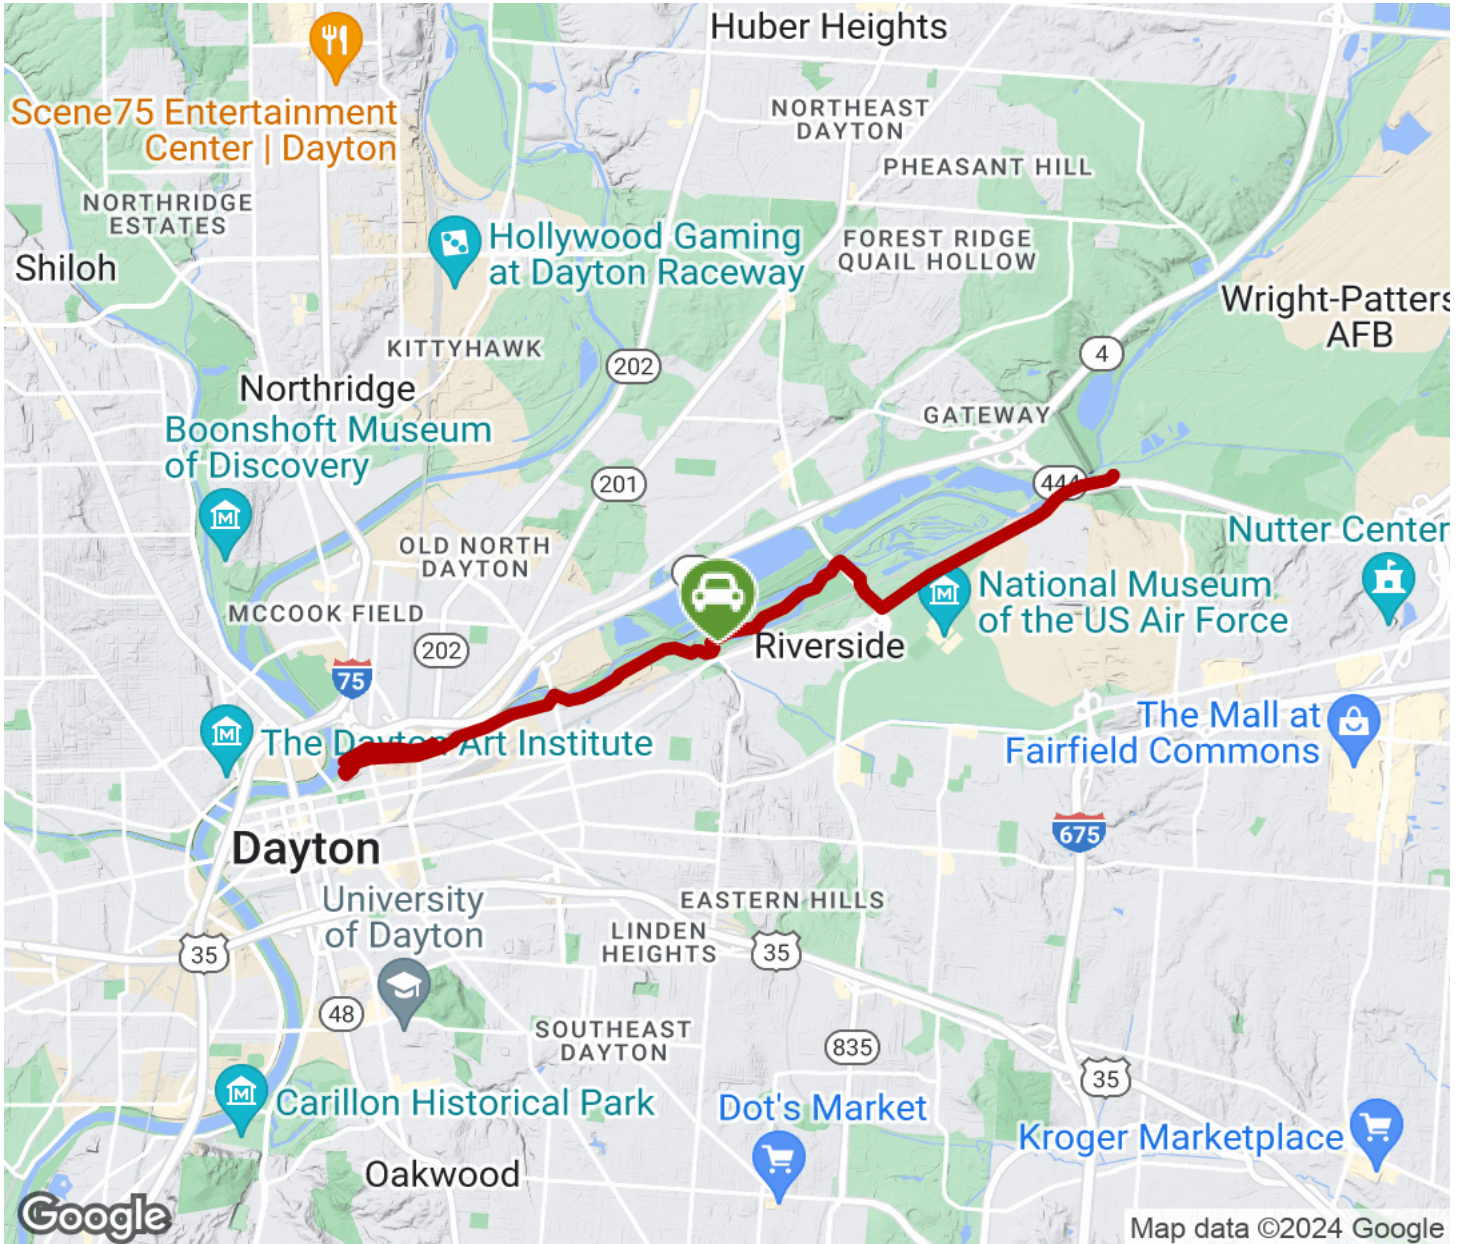 Huber Heights
Scene75 Entertainment
Center | Dayton
NORTHEAST
DAYTON
PHEASANT HILL
NORTHRIDGE
ESTATES
Hollywood Gaming
at Dayton Raceway
FOREST RIDGE
QUAIL HOLLOW
Shiloh
Wright-Patters
AFB
KITTYHAWK
202
4
Northridge
GATEWAY
Boonshoft Museum
of Discovery
201
444
Nutter Center
OLD NORTH
DAYTON
National Museum
of the US Air Force
MCCOOK FIELD
202
Riverside
75
The Mall at
Fairfield Commons
The Dayton Art Institute
Dayton
675
University
of Dayton
EASTERN HILLS
LINDEN
HEIGHTS
35
35
48
SOUTHEAST
DAYTON
835
35
Carillon Historical Park
Dot's Market
Kroger Marketplace
Oakwood
Google
Map data ©2024 Google